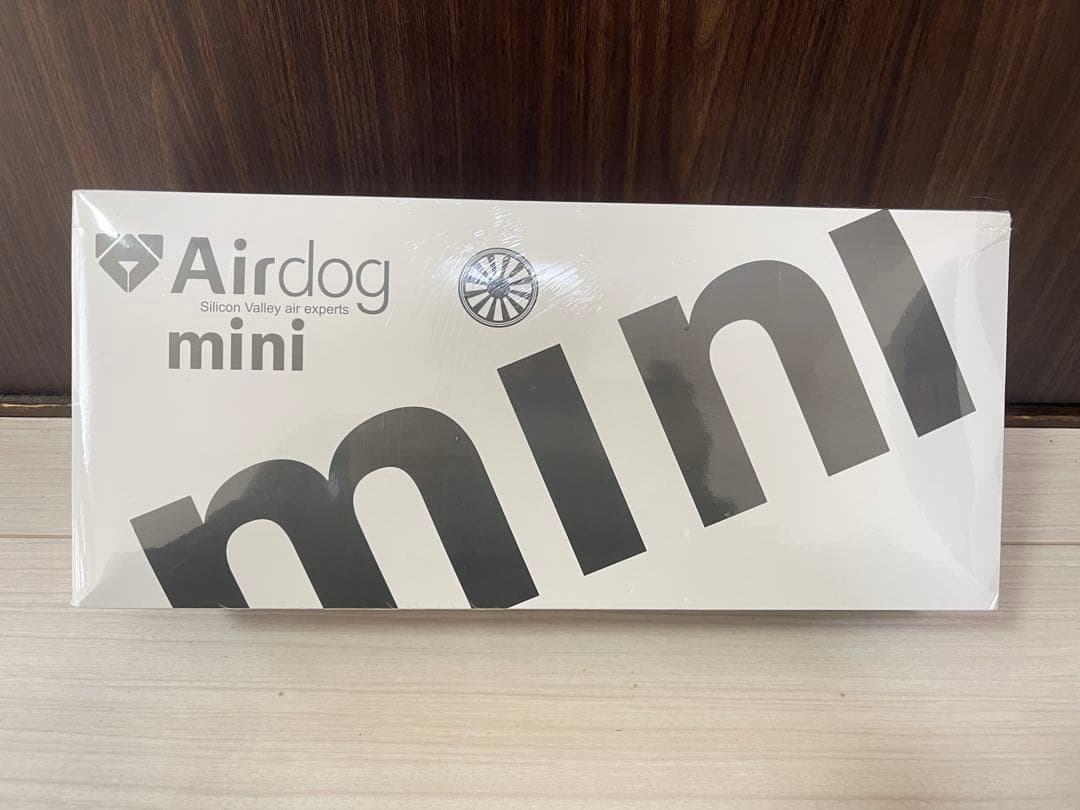 Airdog
Silicon Valley air experts
mini
mini